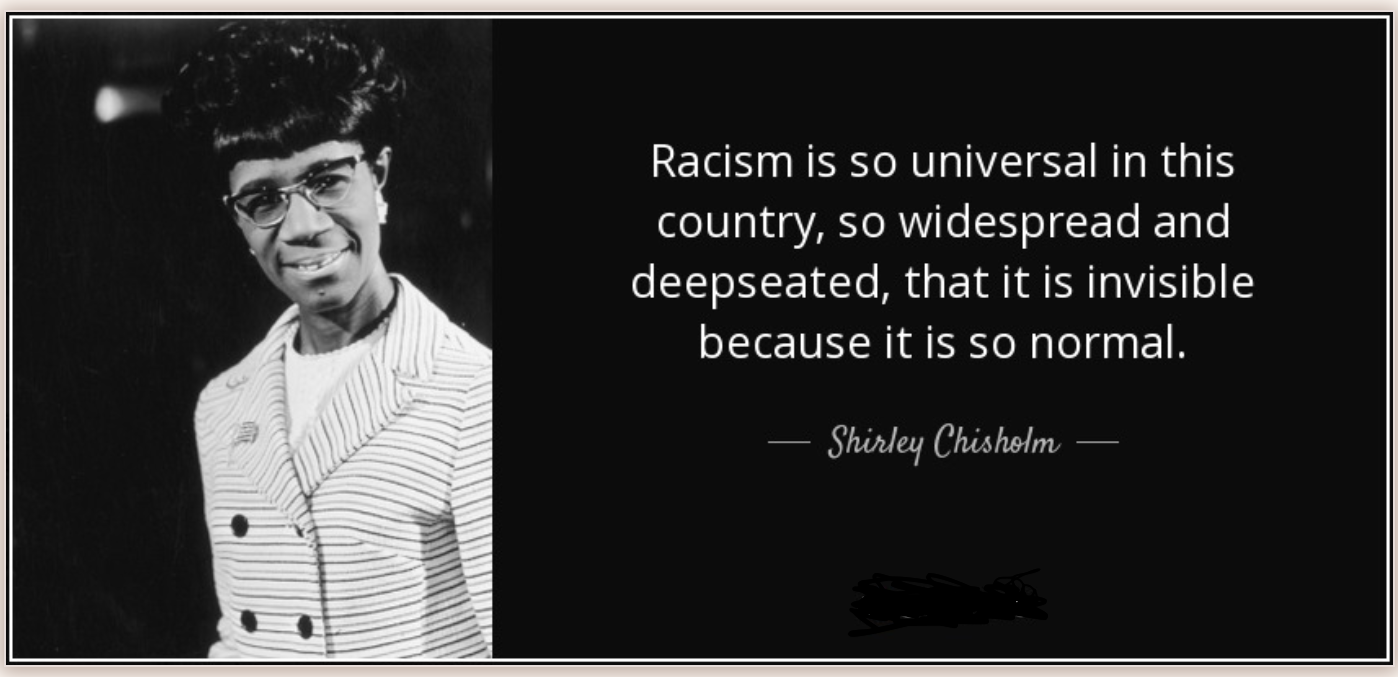 Racism is so universal in this
country, so widespread and
deepseated, that it is invisible
because it is so normal.
Shirley Chisholm